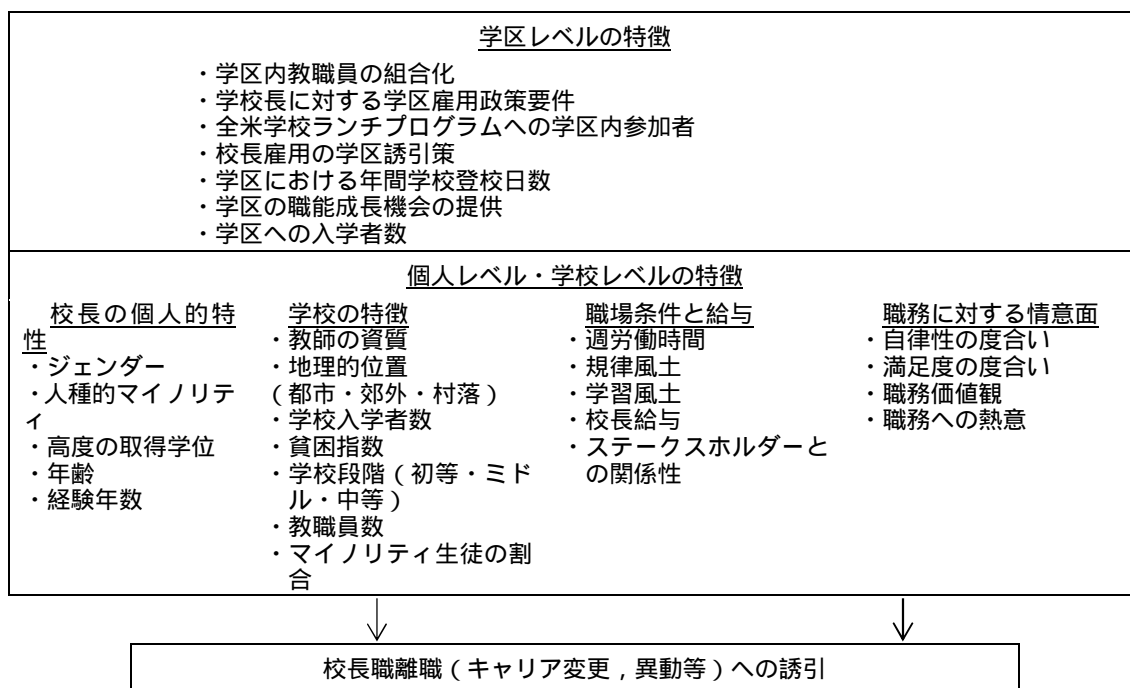 学区レベルの特徴
・学区内教職員の組合化
・学校長に対する学区雇用政策要件
・全米学校ランチプログラムへの学区内参加者
・校長雇用の学区誘引策
・学区における年間学校登校日数
・学区の職能成長機会の提供
・学区への入学者数
個人レベル・学校レベルの特徴
校長の個人的特
性
・ジェンダー
・人種的マイノリテ
ィ
・高度の取得学位
・年齢
・経験年数
学校の特徴
・教師の資質
・地理的位置
(都市・郊外・村落)
・学校入学者数
・貧困指数
・学校段階(初等・ミド
ル・中等)
・教職員数
・マイノリティ生徒の割
合
職場条件と給与
・週労働時間
・規律風土
・学習風土
・校長給与
・ステークスホルダーと
の関係性
職務に対する情意面
・自律性の度合い
・満足度の度合い
・職務価値観
・職務への熱意
校長職離職(キャリア変更,異動等)への誘引